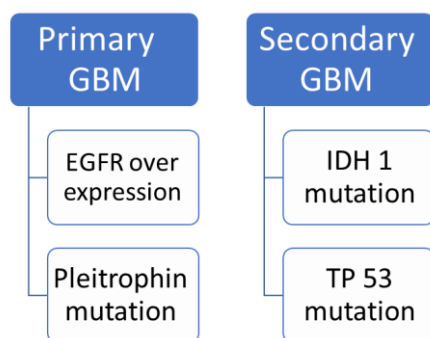 Primary
GBM
EGFR over
expression
Pleitrophin
mutation
Secondary
GBM
IDH 1
mutation
TP 53
mutation